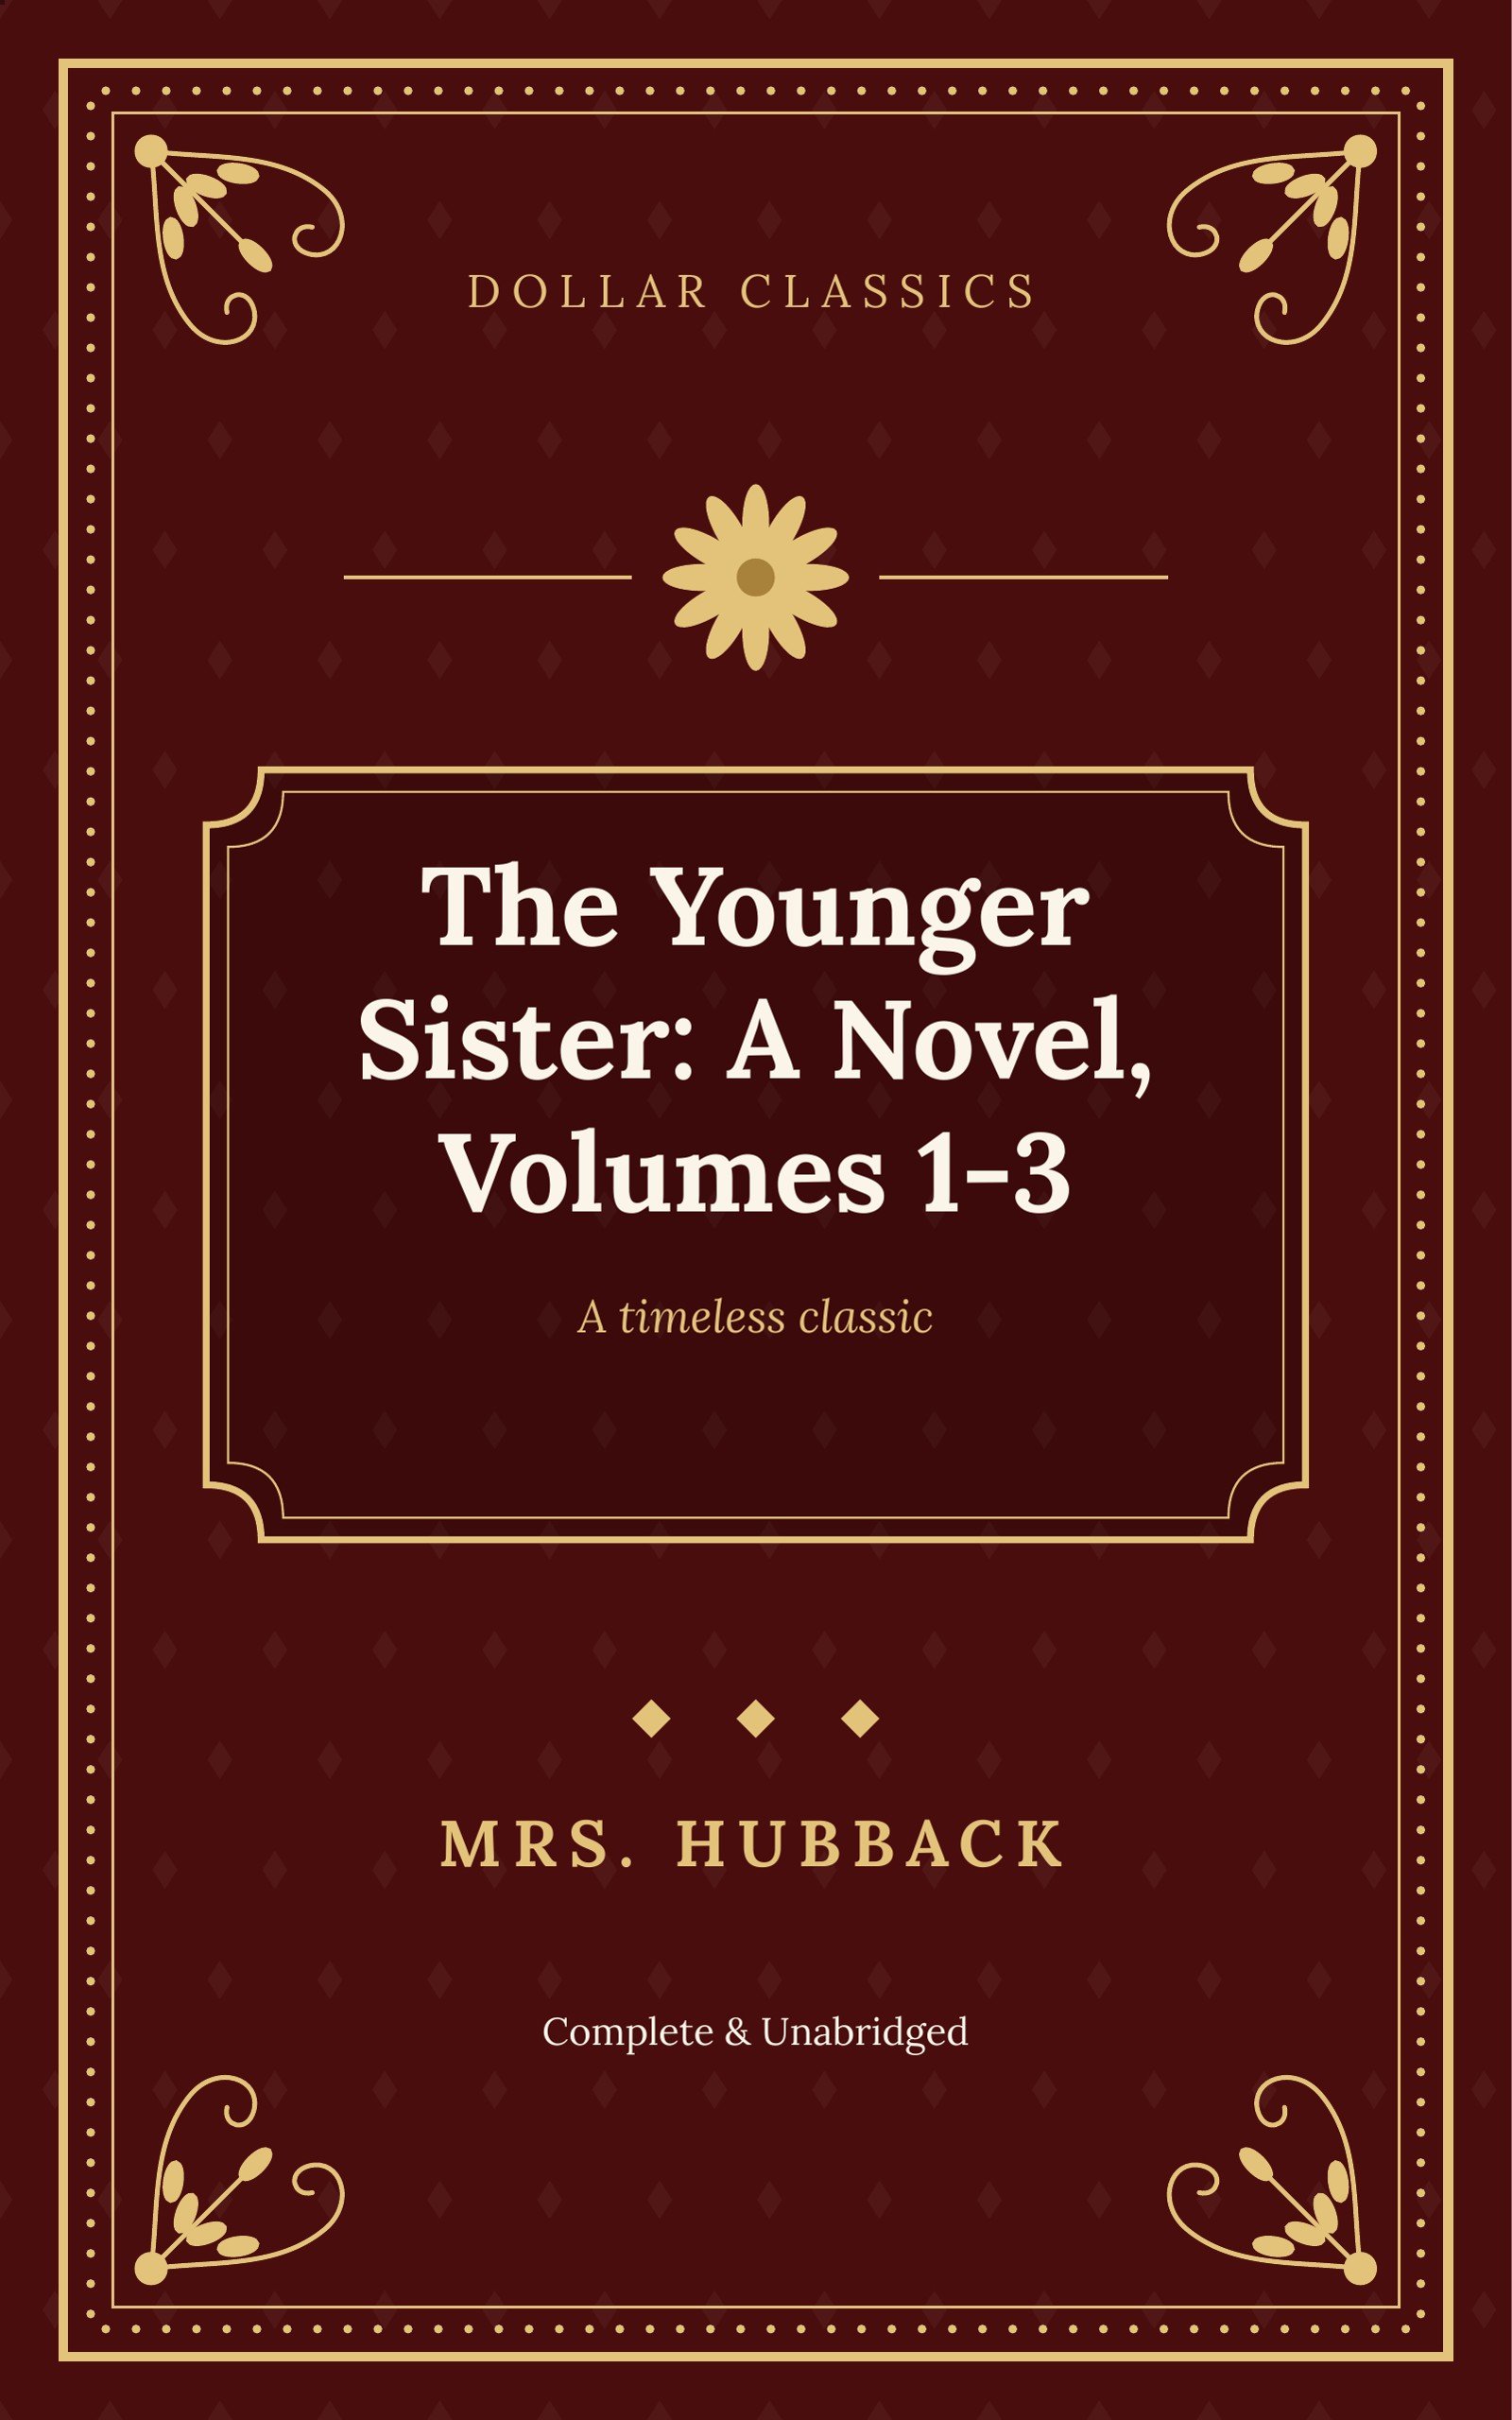 DOLLAR CLASSICS
The Younger
Sister: A Novel,
Volumes 1-3
A timeless classic
MRS. HUBBACK
Complete & Unabridged